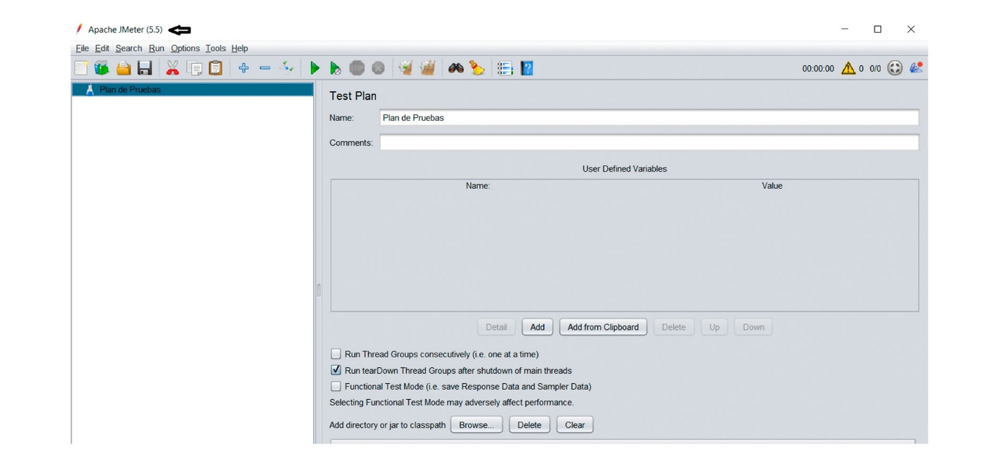 Apache JMeter (5.5)
File Edit Search Run Options Tools Help
00:00:00 0 0/0
Plan de Pruebas
Test Plan
Name: Plan de Pruebas
Comments:
User Defined Variables
Name: Value
Detail Add Add from Clipboard Delete Up Down
Run Thread Groups consecutively (i.e. one at a time)
Run tearDown Thread Groups after shutdown of main threads
Functional Test Mode (i.e. save Response Data and Sampler Data)
Selecting Functional Test Mode may adversely affect performance.
Add directory or jar to classpath Browse... Delete Clear